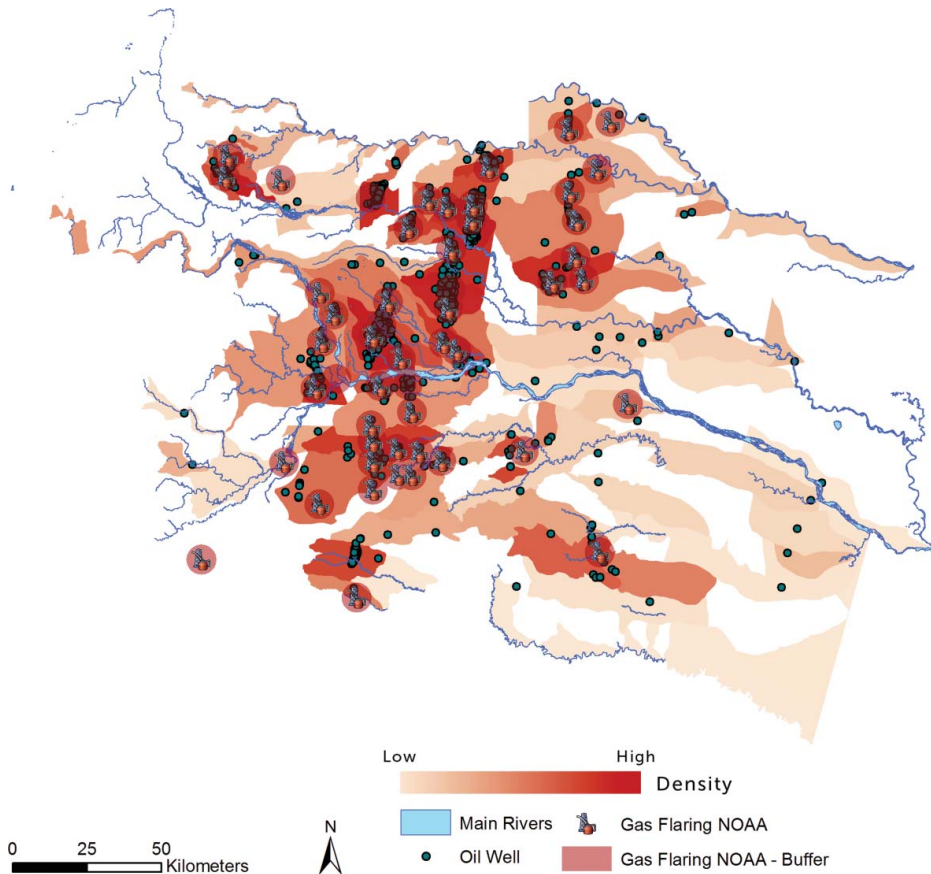 Low High
Density
Main Rivers Gas Flaring NOAA
Oil Well Gas Flaring NOAA - Buffer
N
0 25 50 Kilometers